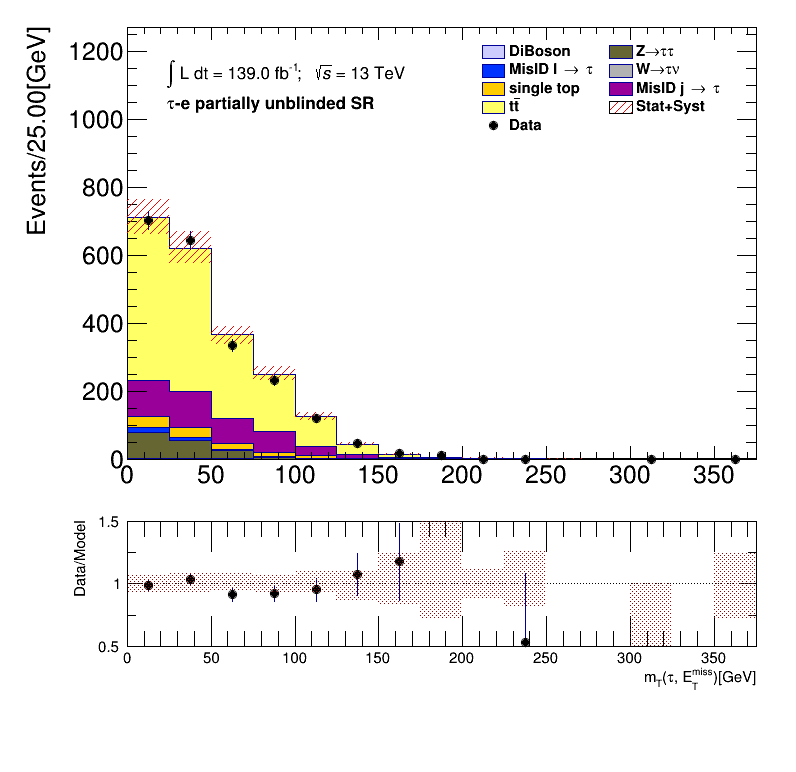 Events/25.00[GeV]
1200
1000
800
600
400
200
0
∫ L dt = 139.0 fb⁻¹; √s = 13 TeV
τ-e partially unblinded SR
DiBoson
MisID l → τ
single top
tt̄
Data
Z→ττ
W→τν
MisID j → τ
Stat+Syst
0 50 100 150 200 250 300 350
Data/Model
1.5
1
0.5
0 50 100 150 200 250 300 350
m_T(τ, E_T^miss)[GeV]